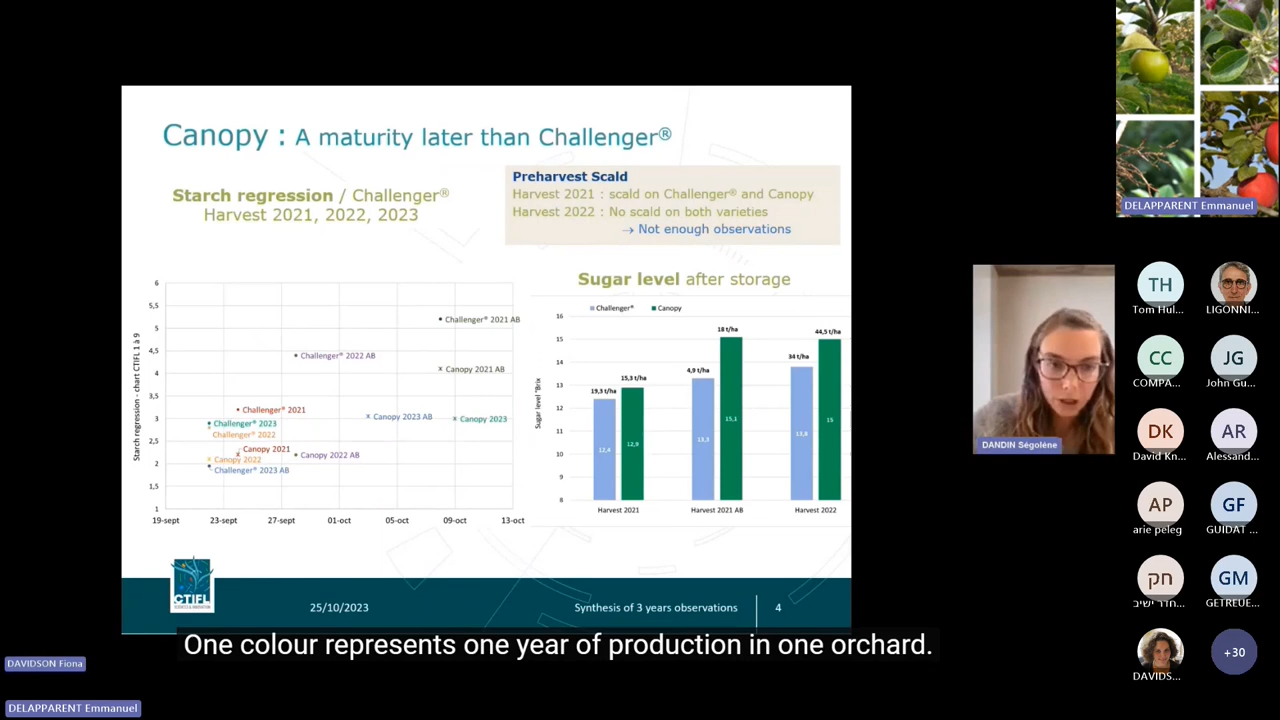 Canopy : A maturity later than Challenger®
Starch regression / Challenger®
Harvest 2021, 2022, 2023
Preharvest Scald
Harvest 2021 : scald on Challenger® and Canopy
Harvest 2022 : No scald on both varieties
→ Not enough observations
Starch regression - chart CTIFL 1 à 9
6
5,5
5
4,5
4
3,5
3
2,5
2
1,5
1
Challenger® 2021 AB
Challenger® 2022 AB
Canopy 2021 AB
Challenger® 2021
Canopy 2023 AB
Canopy 2023
Challenger® 2023
Challenger® 2022
Canopy 2021
Canopy 2022
Canopy 2022 AB
Challenger® 2023 AB
19-sept
23-sept
27-sept
01-oct
05-oct
09-oct
13-oct
Sugar level after storage
Challenger®
Canopy
Sugar level °Brix
16
15
14
13
12
11
10
9
8
19,3 t/ha
15,3 t/ha
4,9 t/ha
18 t/ha
34 t/ha
44,5 t/ha
12,4
12,9
13,3
15,1
13,8
15
Harvest 2021
Harvest 2021 AB
Harvest 2022
CTIFL
25/10/2023
Synthesis of 3 years observations
4
One colour represents one year of production in one orchard.
DAVIDSON Fiona
DELAPPARENT Emmanuel
DANDIN Ségolène
DELAPPARENT Emmanuel
TH
Tom Hul...
LIGONNI...
CC
COMPA...
JG
John Gu...
DK
David Kn...
AR
Alessand...
AP
arie peleg
GF
GUIDAT ...
חק
חדר ישיב...
GM
GETREUE...
DAVIDS...
+30